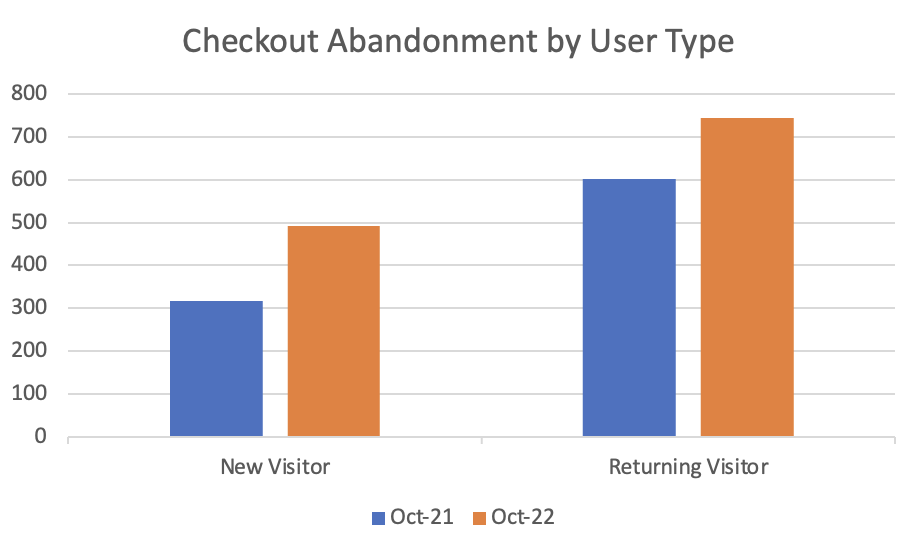 Checkout Abandonment by User Type
800
700
600
500
400
300
200
100
0
New Visitor
Returning Visitor
Oct-21
Oct-22